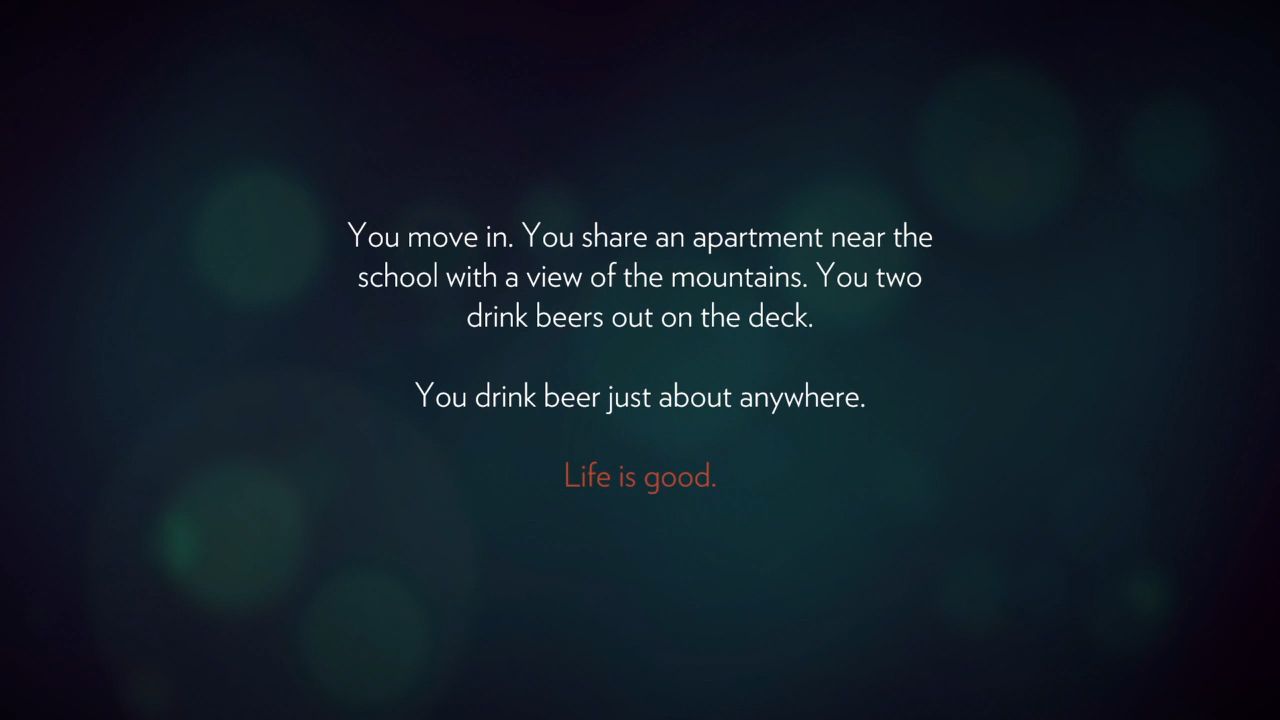 You move in. You share an apartment near the
school with a view of the mountains. You two
drink beers out on the deck.
You drink beer just about anywhere.
Life is good.